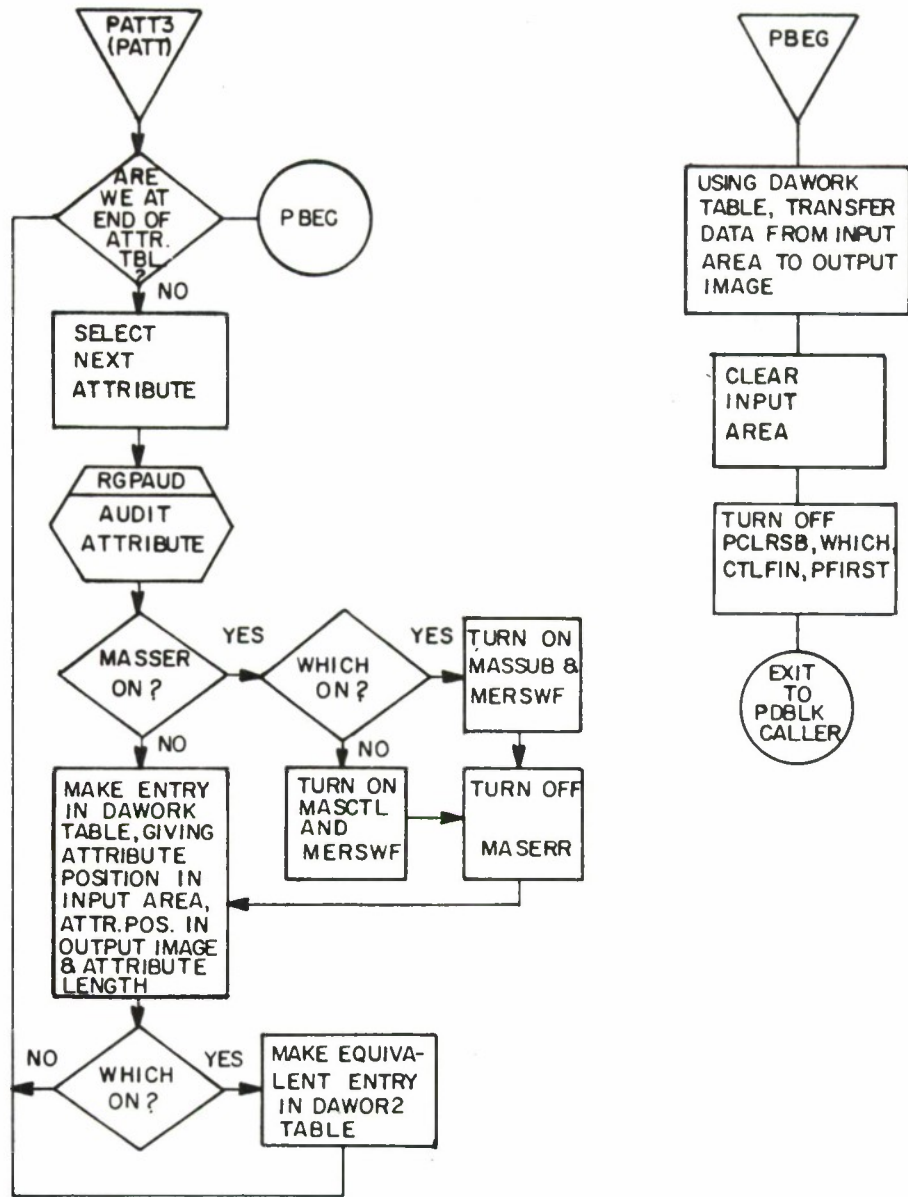 PATT3
(PATT)
ARE
WE AT
END OF
ATTR.
TBL.
?
PBEG
NO
SELECT
NEXT
ATTRIBUTE
RGPAUD
AUDIT
ATTRIBUTE
MASSER
ON?
YES
WHICH
ON?
YES
TURN ON
MASSUB &
MERSWF
NO
NO
TURN ON
MASCTL
AND
MERSWF
TURN OFF
MASERR
MAKE ENTRY
IN DAWORK
TABLE, GIVING
ATTRIBUTE
POSITION IN
INPUT AREA,
ATTR. POS. IN
OUTPUT IMAGE
& ATTRIBUTE
LENGTH
NO
WHICH
ON?
YES
MAKE EQUIVA-
LENT ENTRY
IN DAWOR2
TABLE
PBEG
USING DAWORK
TABLE, TRANSFER
DATA FROM INPUT
AREA TO OUTPUT
IMAGE
CLEAR
INPUT
AREA
TURN OFF
PCLRSB, WHICH,
CTLFIN, PFIRST
EXIT
TO
PDBLK
CALLER